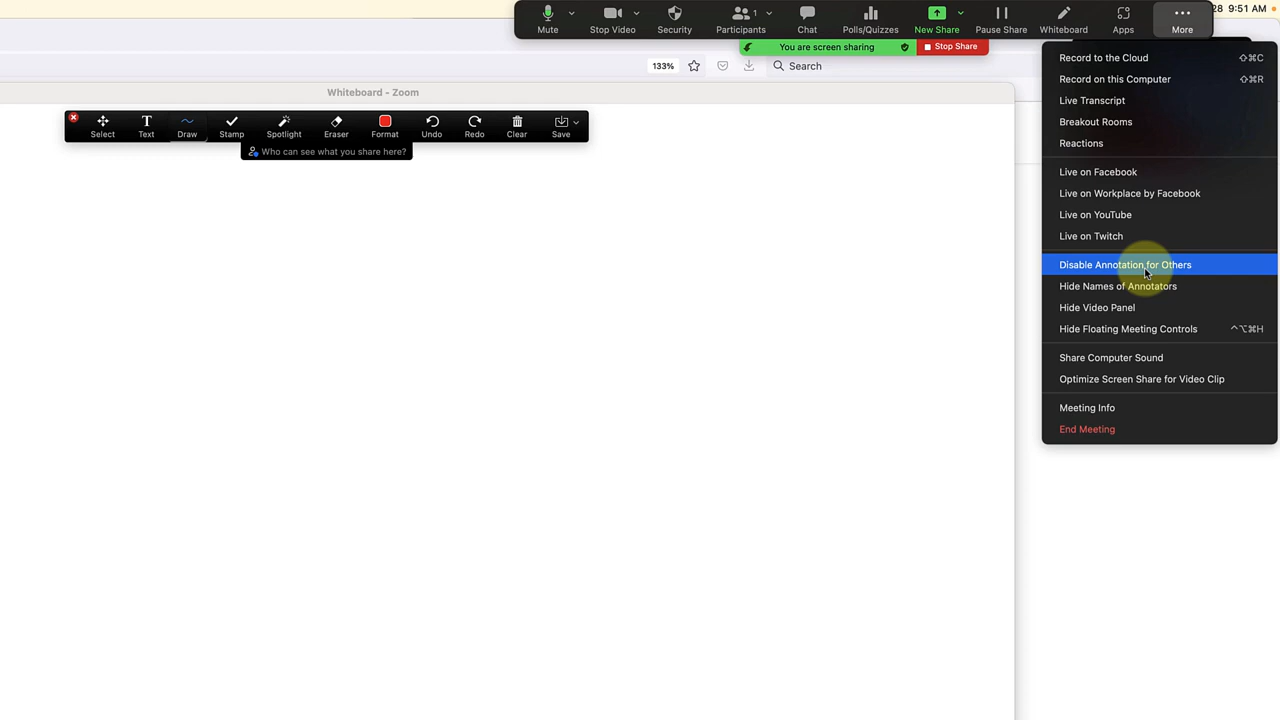 28 9:51 AM
Mute
Stop Video
Security
Participants
1
Chat
Polls/Quizzes
New Share
Pause Share
Whiteboard
Apps
More
You are screen sharing
Stop Share
133%
Search
Whiteboard - Zoom
Select
Text
Draw
Stamp
Spotlight
Eraser
Format
Undo
Redo
Clear
Save
Who can see what you share here?
Record to the Cloud ⇧⌘C
Record on this Computer ⇧⌘R
Live Transcript
Breakout Rooms
Reactions
Live on Facebook
Live on Workplace by Facebook
Live on YouTube
Live on Twitch
Disable Annotation for Others
Hide Names of Annotators
Hide Video Panel
Hide Floating Meeting Controls ^⌥⌘H
Share Computer Sound
Optimize Screen Share for Video Clip
Meeting Info
End Meeting